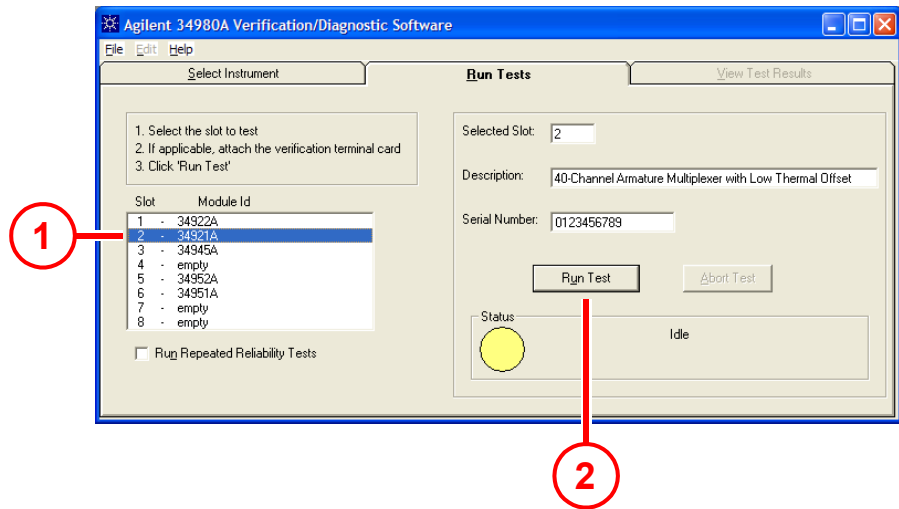 Agilent 34980A Verification/Diagnostic Software
File Edit Help
Select Instrument
Run Tests
View Test Results
1. Select the slot to test
2. If applicable, attach the verification terminal card
3. Click 'Run Test'
Slot Module Id
1 - 34922A
2 - 34921A
3 - 34945A
4 - empty
5 - 34952A
6 - 34951A
7 - empty
8 - empty
Run Repeated Reliability Tests
Selected Slot: 2
Description: 40-Channel Armature Multiplexer with Low Thermal Offset
Serial Number: 0123456789
Run Test
Abort Test
Status
Idle
1
2